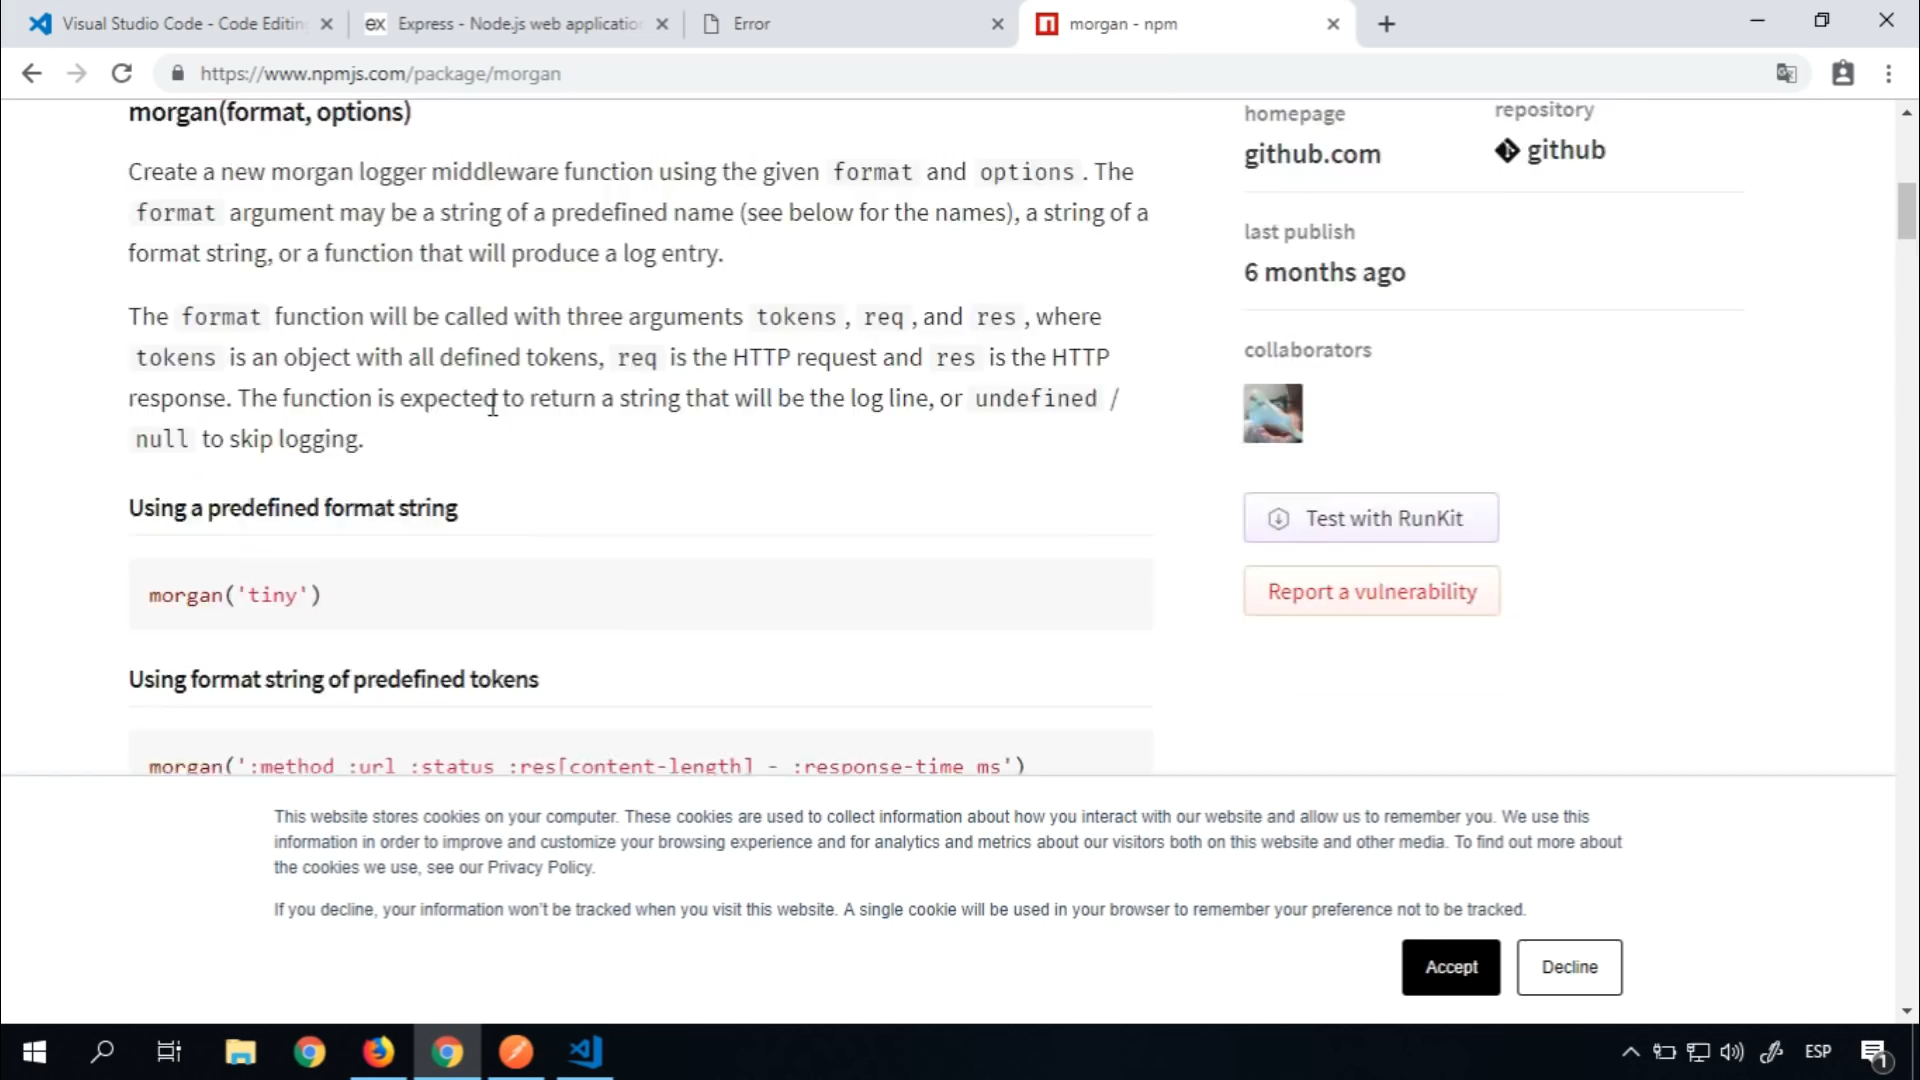 Visual Studio Code - Code Editin
Express - Node.js web applicatio
Error
morgan - npm
https://www.npmjs.com/package/morgan
morgan(format, options)
Create a new morgan logger middleware function using the given format and options. The
format argument may be a string of a predefined name (see below for the names), a string of a
format string, or a function that will produce a log entry.
The format function will be called with three arguments tokens, req, and res, where
tokens is an object with all defined tokens, req is the HTTP request and res is the HTTP
response. The function is expected to return a string that will be the log line, or undefined /
null to skip logging.
Using a predefined format string
morgan('tiny')
Using format string of predefined tokens
morgan(':method :url :status :res[content-length] - :response-time ms')
homepage
github.com
repository
github
last publish
6 months ago
collaborators
Test with RunKit
Report a vulnerability
This website stores cookies on your computer. These cookies are used to collect information about how you interact with our website and allow us to remember you. We use this
information in order to improve and customize your browsing experience and for analytics and metrics about our visitors both on this website and other media. To find out more about
the cookies we use, see our Privacy Policy.
If you decline, your information won't be tracked when you visit this website. A single cookie will be used in your browser to remember your preference not to be tracked.
Accept
Decline
ESP
1